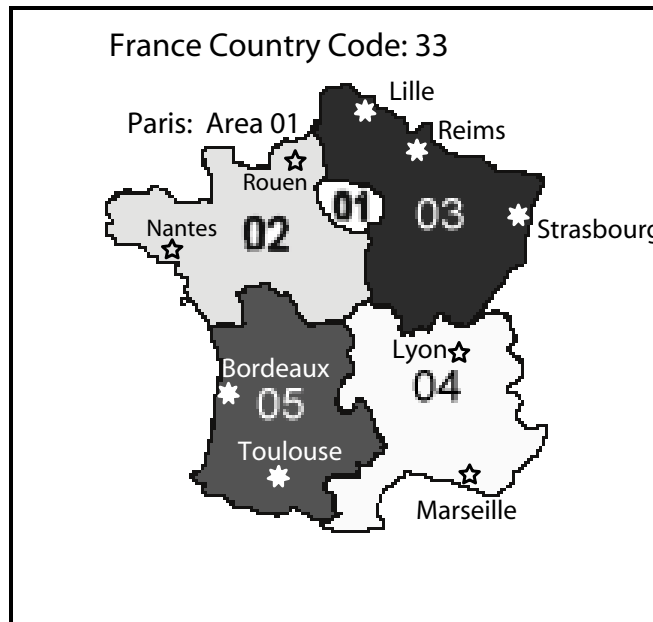 France Country Code: 33
Lille
Paris: Area 01
Reims
Rouen
01
03
Nantes
02
Strasbourg
Lyon
Bordeaux
04
05
Toulouse
Marseille